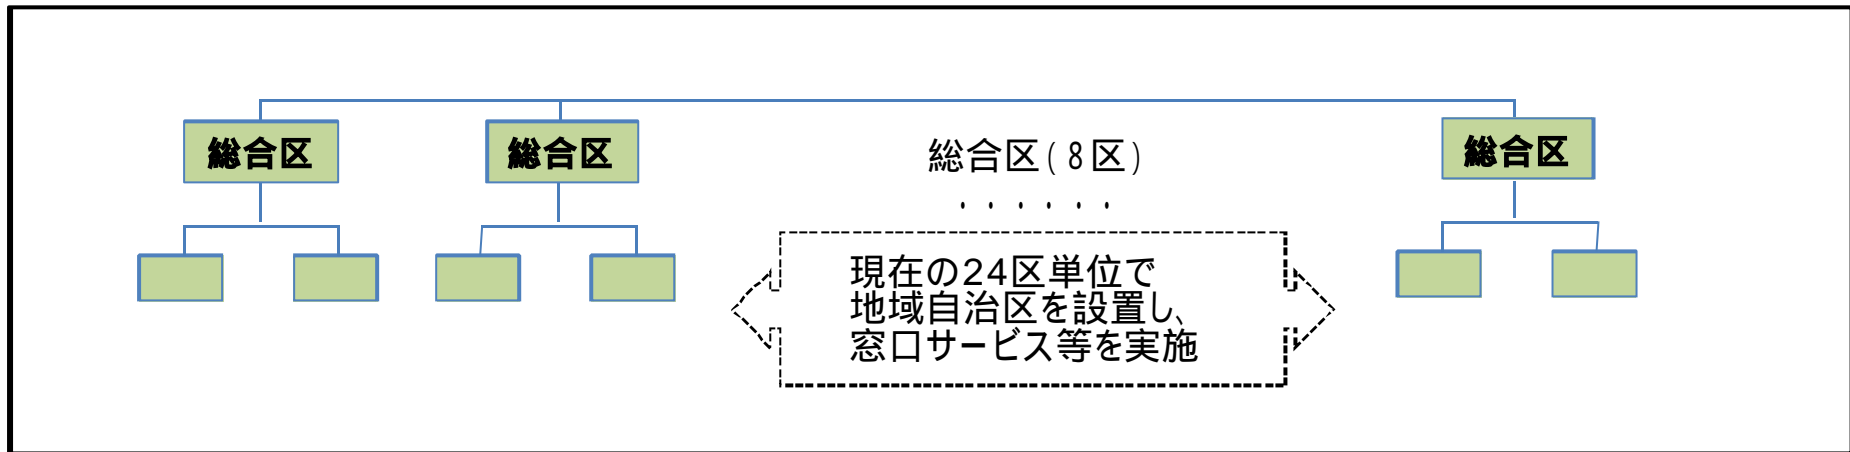 総合区
総合区
総合区(8区)
・・・・・・
総合区
現在の24区単位で
地域自治区を設置し、
窓口サービス等を実施